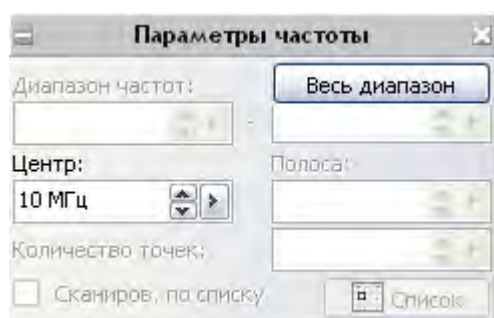 Параметры частоты
Диапазон частот:
Весь диапазон
-
Центр:
Полоса:
10 МГц
Количество точек:
Сканиров. по списку
Список